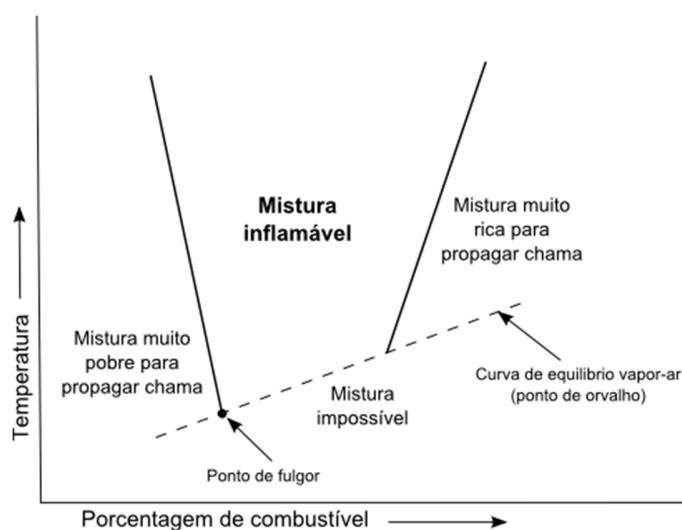 Mistura
inflamável
Mistura muito
rica para
propagar chama
Mistura muito
pobre para
propagar chama
Mistura
impossível
Curva de equilibrio vapor-ar
(ponto de orvalho)
Ponto de fulgor
Temperatura
Porcentagem de combustível